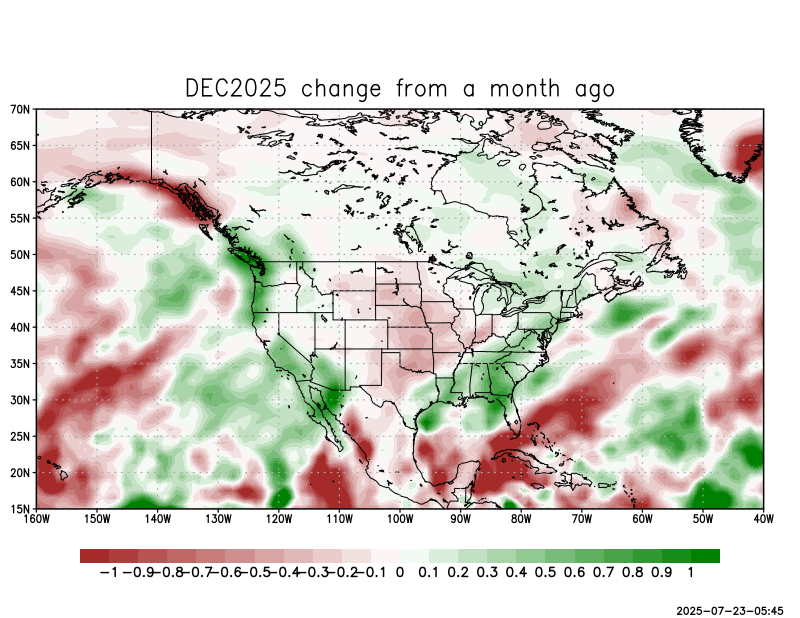 DEC2025 change from a month ago
70N
65N
60N
55N
50N
45N
40N
35N
30N
25N
20N
15N
160W 150W 140W 130W 120W 110W 100W 90W 80W 70W 60W 50W 40W
-1 -0.9 -0.8 -0.7 -0.6 -0.5 -0.4 -0.3 -0.2 -0.1 0 0.1 0.2 0.3 0.4 0.5 0.6 0.7 0.8 0.9 1
2025-07-23-05:45